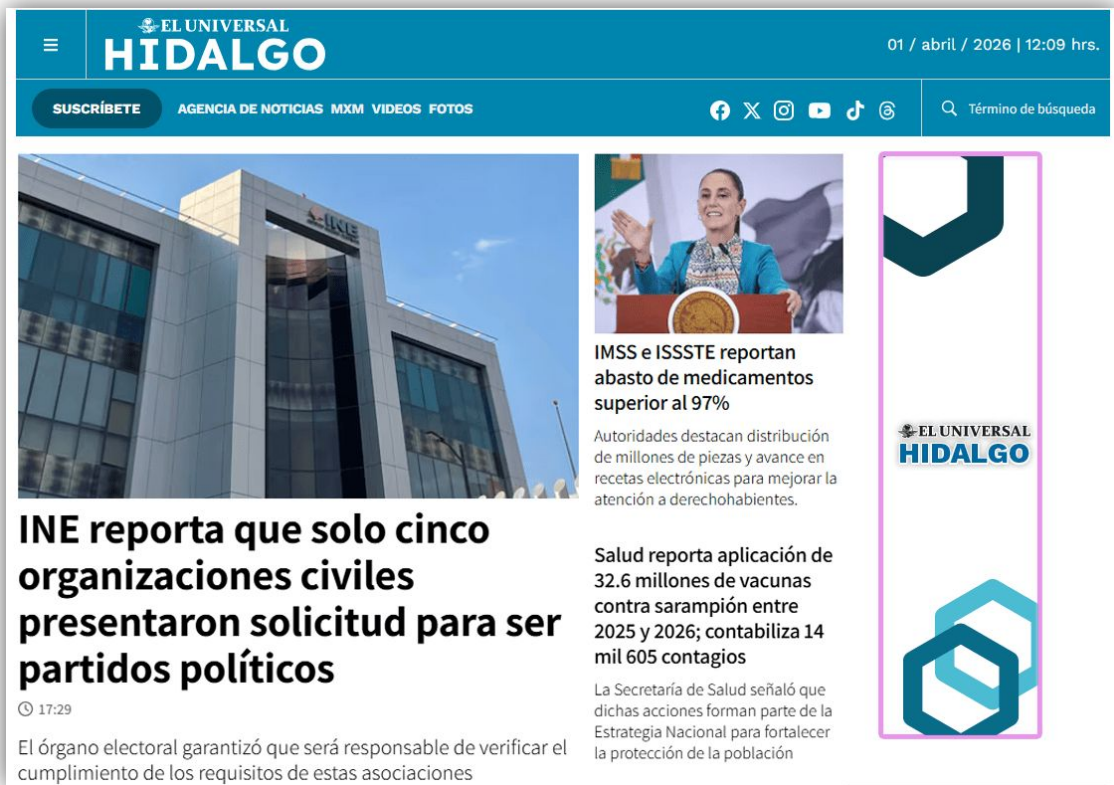 EL UNIVERSAL
HIDALGO
01 / abril / 2026 | 12:09 hrs.
SUSCRÍBETE
AGENCIA DE NOTICIAS MXM VIDEOS FOTOS
Término de búsqueda
INE
INE reporta que solo cinco
organizaciones civiles
presentaron solicitud para ser
partidos políticos
17:29
El órgano electoral garantizó que será responsable de verificar el
cumplimiento de los requisitos de estas asociaciones
IMSS e ISSSTE reportan
abasto de medicamentos
superior al 97%
Autoridades destacan distribución
de millones de piezas y avance en
recetas electrónicas para mejorar la
atención a derechohabientes.
Salud reporta aplicación de
32.6 millones de vacunas
contra sarampión entre
2025 y 2026; contabiliza 14
mil 605 contagios
La Secretaría de Salud señaló que
dichas acciones forman parte de la
Estrategia Nacional para fortalecer
la protección de la población
EL UNIVERSAL
HIDALGO